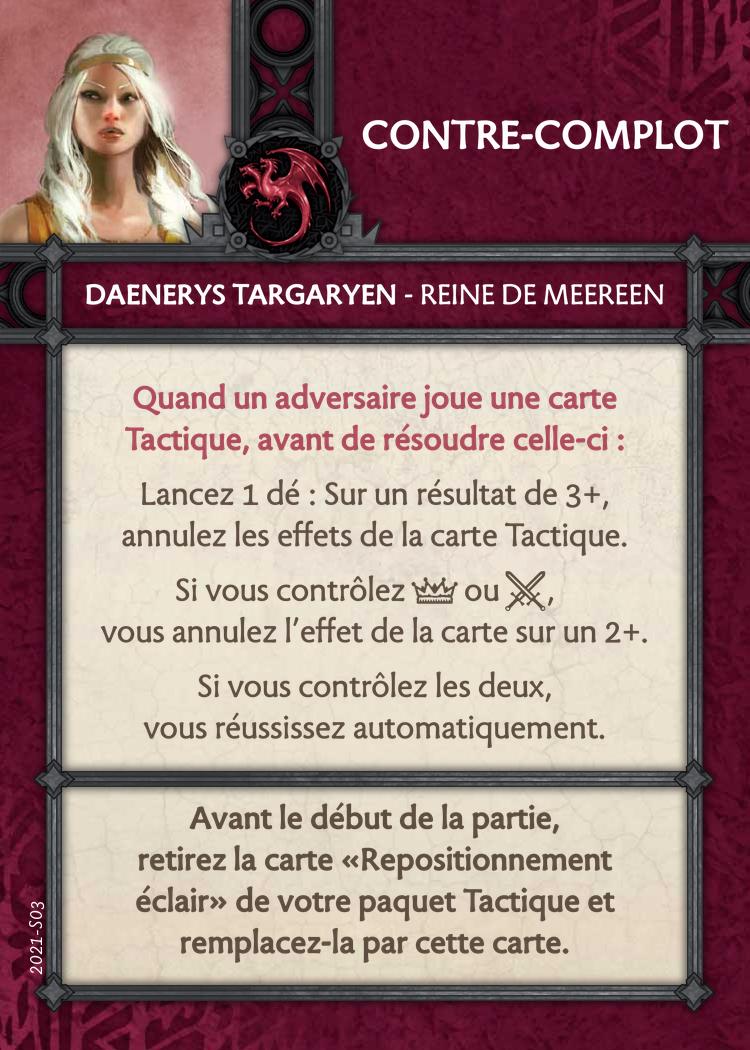 CONTRE-COMPLOT
DAENERYS TARGARYEN - REINE DE MEEREEN
Quand un adversaire joue une carte
Tactique, avant de résoudre celle-ci :
Lancez 1 dé : Sur un résultat de 3+,
annulez les effets de la carte Tactique.
Si vous contrôlez ou ,
vous annulez l'effet de la carte sur un 2+.
Si vous contrôlez les deux,
vous réussissez automatiquement.
Avant le début de la partie,
retirez la carte «Repositionnement
éclair» de votre paquet Tactique et
remplacez-la par cette carte.
2021-S03